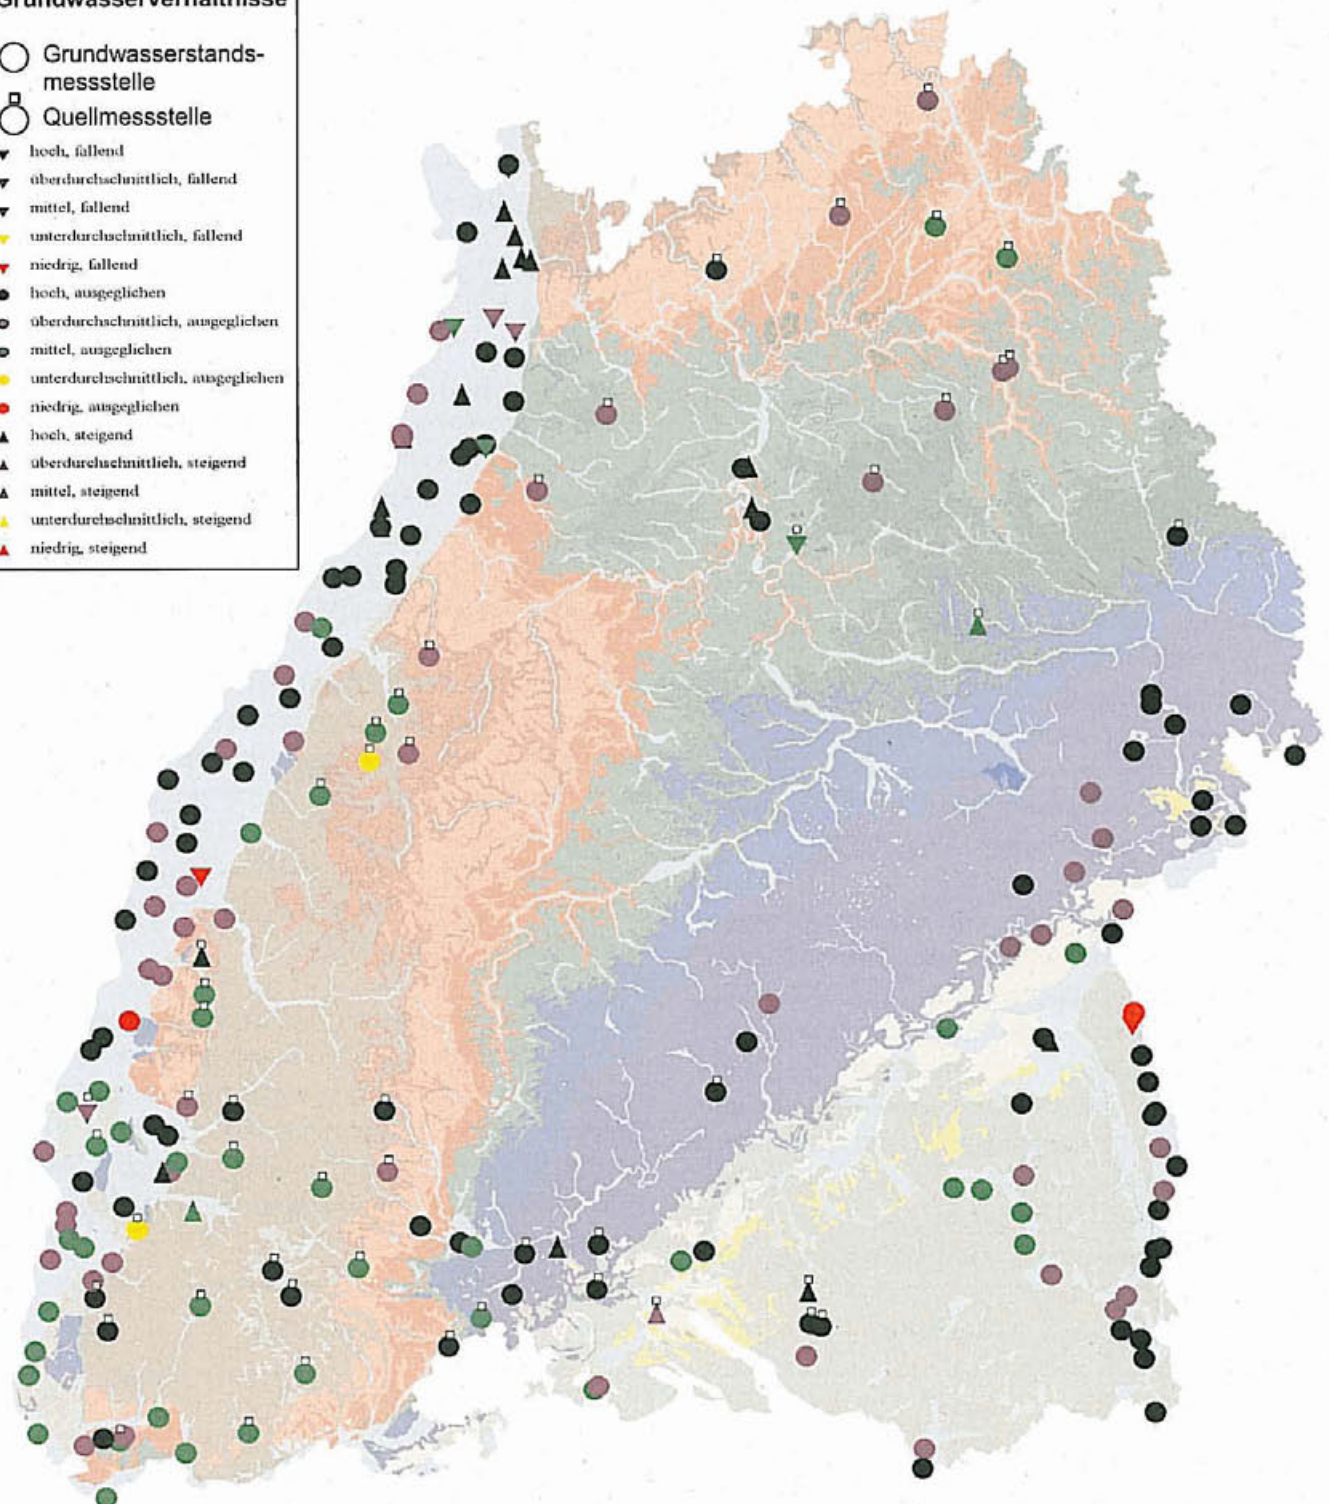 Grundwasserverhältnisse
Grundwasserstands-
messstelle
Quellmessstelle
hoch, fallend
überdurchschnittlich, fallend
mittel, fallend
unterdurchschnittlich, fallend
niedrig, fallend
hoch, ausgeglichen
überdurchschnittlich, ausgeglichen
mittel, ausgeglichen
unterdurchschnittlich, ausgeglichen
niedrig, ausgeglichen
hoch, steigend
überdurchschnittlich, steigend
mittel, steigend
unterdurchschnittlich, steigend
niedrig, steigend